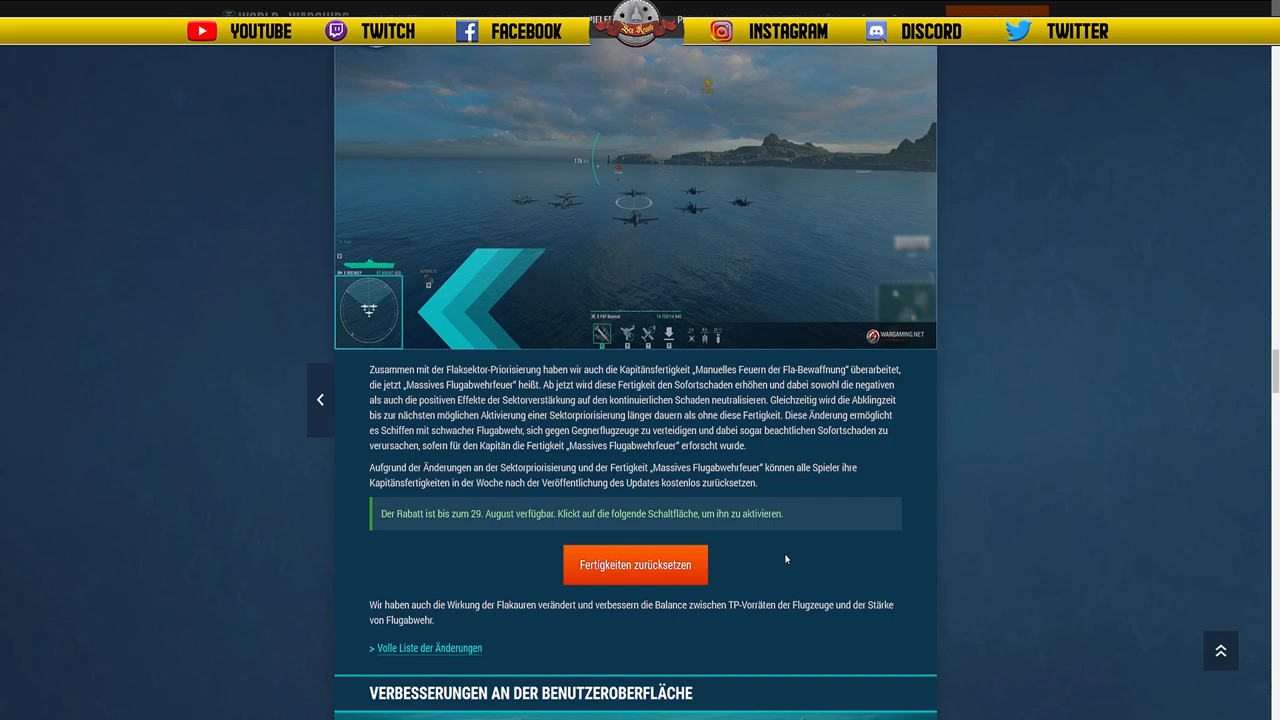 YOUTUBE
TWITCH
FACEBOOK
INSTAGRAM
DISCORD
TWITTER
WARGAMING.NET
Zusammen mit der Flaksektor-Priorisierung haben wir auch die Kapitänsfertigkeit „Manuelles Feuern der Fla-Bewaffnung" überarbeitet,
die jetzt „Massives Flugabwehrfeuer" heißt. Ab jetzt wird diese Fertigkeit den Sofortschaden erhöhen und dabei sowohl die negativen
als auch die positiven Effekte der Sektorverstärkung auf den kontinuierlichen Schaden neutralisieren. Gleichzeitig wird die Abklingzeit
bis zur nächsten möglichen Aktivierung einer Sektorpriorisierung länger dauern als ohne diese Fertigkeit. Diese Änderung ermöglicht
es Schiffen mit schwacher Flugabwehr, sich gegen Gegnerflugzeuge zu verteidigen und dabei sogar beachtlichen Sofortschaden zu
verursachen, sofern für den Kapitän die Fertigkeit „Massives Flugabwehrfeuer" erforscht wurde.
Aufgrund der Änderungen an der Sektorpriorisierung und der Fertigkeit „Massives Flugabwehrfeuer" können alle Spieler ihre
Kapitänsfertigkeiten in der Woche nach der Veröffentlichung des Updates kostenlos zurücksetzen.
Der Rabatt ist bis zum 29. August verfügbar. Klickt auf die folgende Schaltfläche, um ihn zu aktivieren.
Fertigkeiten zurücksetzen
Wir haben auch die Wirkung der Flakauren verändert und verbessern die Balance zwischen TP-Vorräten der Flugzeuge und der Stärke
von Flugabwehr.
> Volle Liste der Änderungen
VERBESSERUNGEN AN DER BENUTZEROBERFLÄCHE